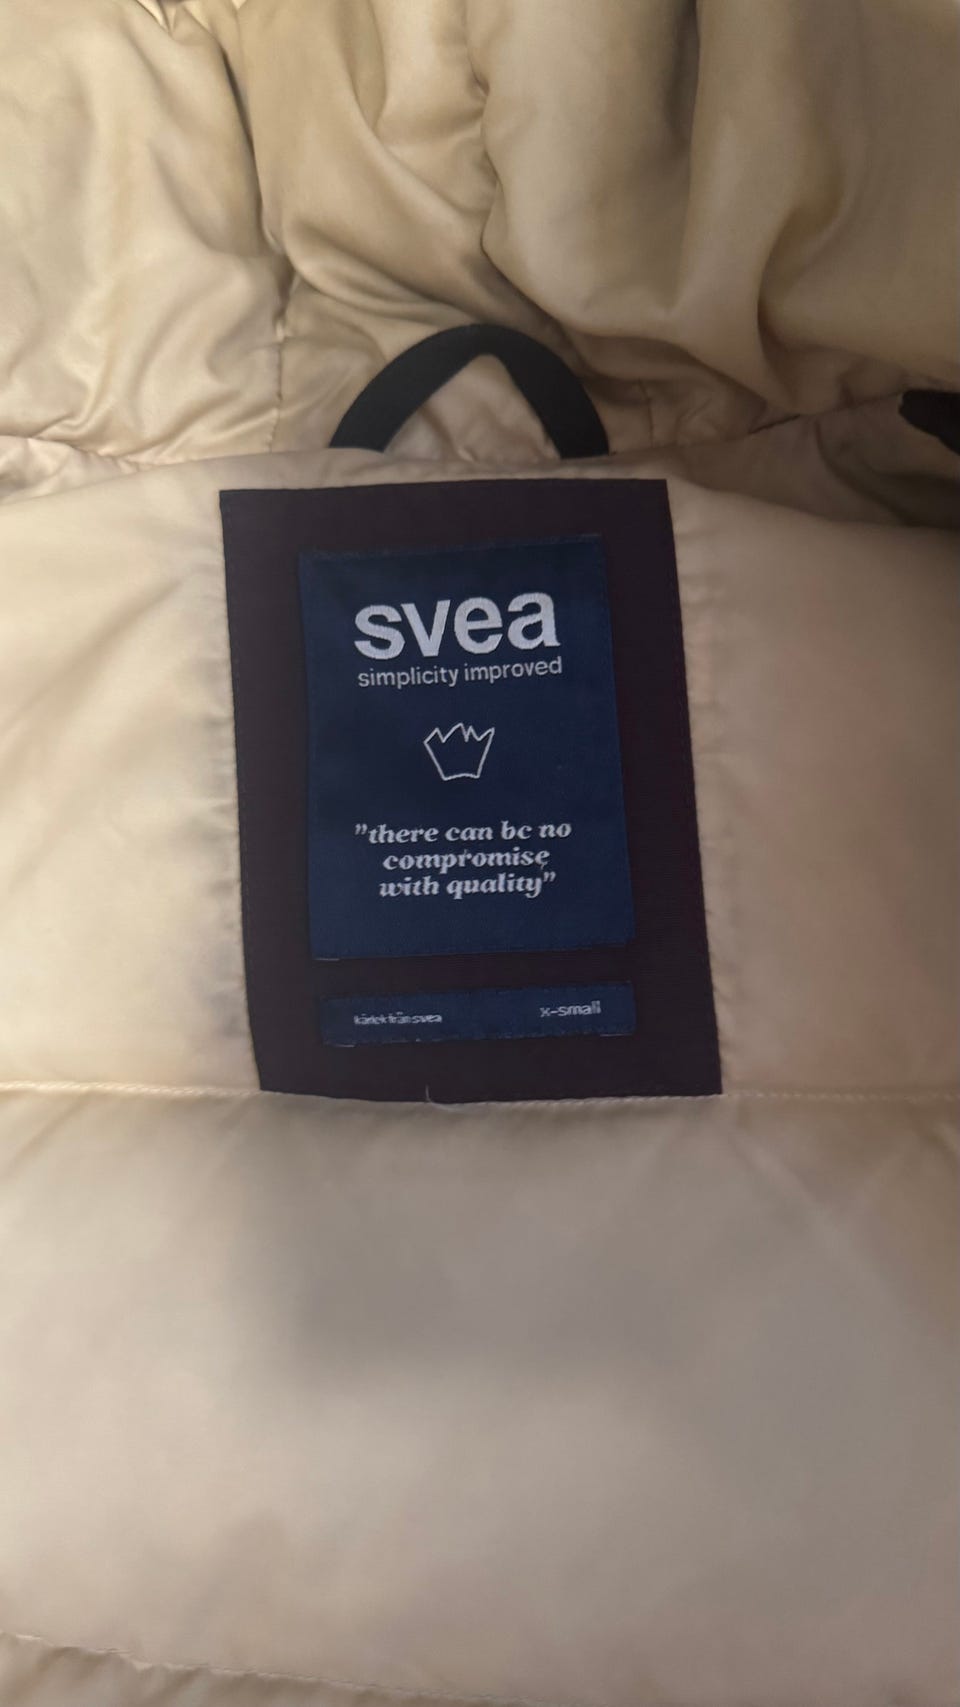 svea
simplicity improved
"there can be no
compromise
with quality"
kärlek från svea
x-small